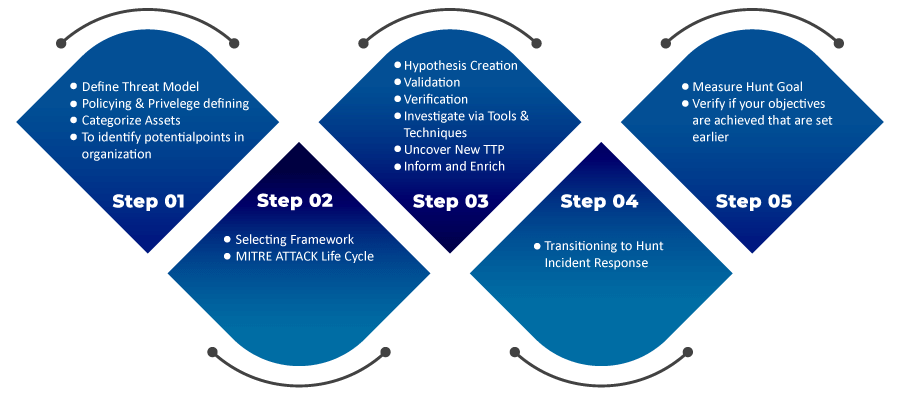 Define Threat Model
Policying & Privelege defining
Categorize Assets
To identify potentialpoints in
organization
Step 01
Step 02
Selecting Framework
MITRE ATTACK Life Cycle
Hypothesis Creation
Validation
Verification
Investigate via Tools &
Techniques
Uncover New TTP
Inform and Enrich
Step 03
Step 04
Transitioning to Hunt
Incident Response
Measure Hunt Goal
Verify if your objectives
are achieved that are set
earlier
Step 05